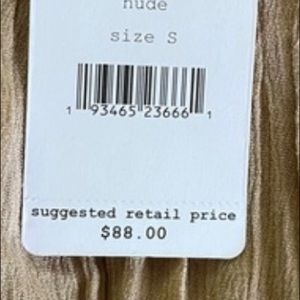 nude
size S
1 93465 23666 1
suggested retail price
$88.00